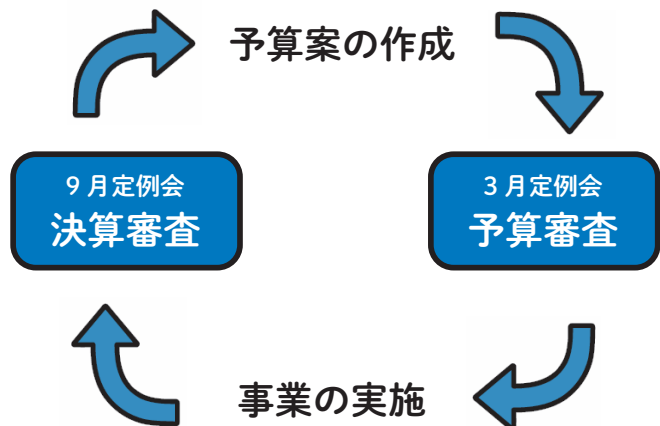 予算案の作成
9月定例会
決算審査
3月定例会
予算審査
事業の実施